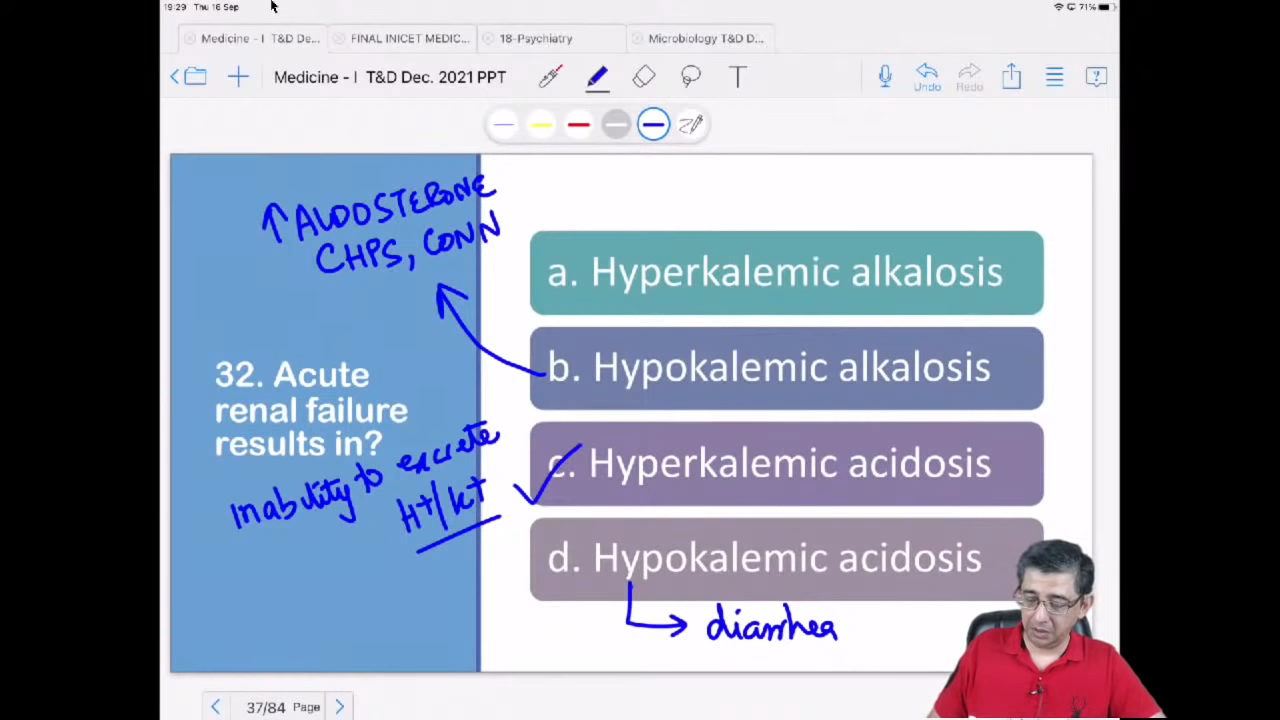 19:29 Thu 16 Sep
71%
Medicine - I T&D De...
FINAL INICET MEDIC...
18-Psychiatry
Microbiology T&D D...
Medicine - I T&D Dec. 2021 PPT
T
Undo
Redo
↑ ALDOSTERONE
CHPS, CONN
a. Hyperkalemic alkalosis
b. Hypokalemic alkalosis
32. Acute
renal failure
results in?
inability to excrete
H+/K+
c. Hyperkalemic acidosis
d. Hypokalemic acidosis
diarrhea
37/84 Page